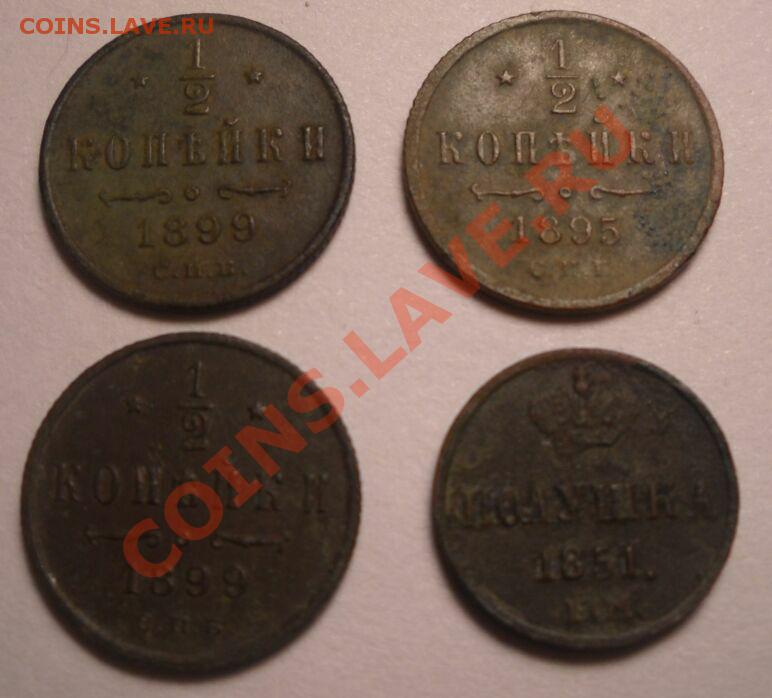 COINS.LAVE.RU
1
2
КОПѢЙКИ
1899
С.П.Б.
1
2
КОПѢЙКИ
1895
1
2
КОПѢЙКИ
1899
С.П.Б.
ПОЛУШКА
1851.
COINS.LAVE.RU